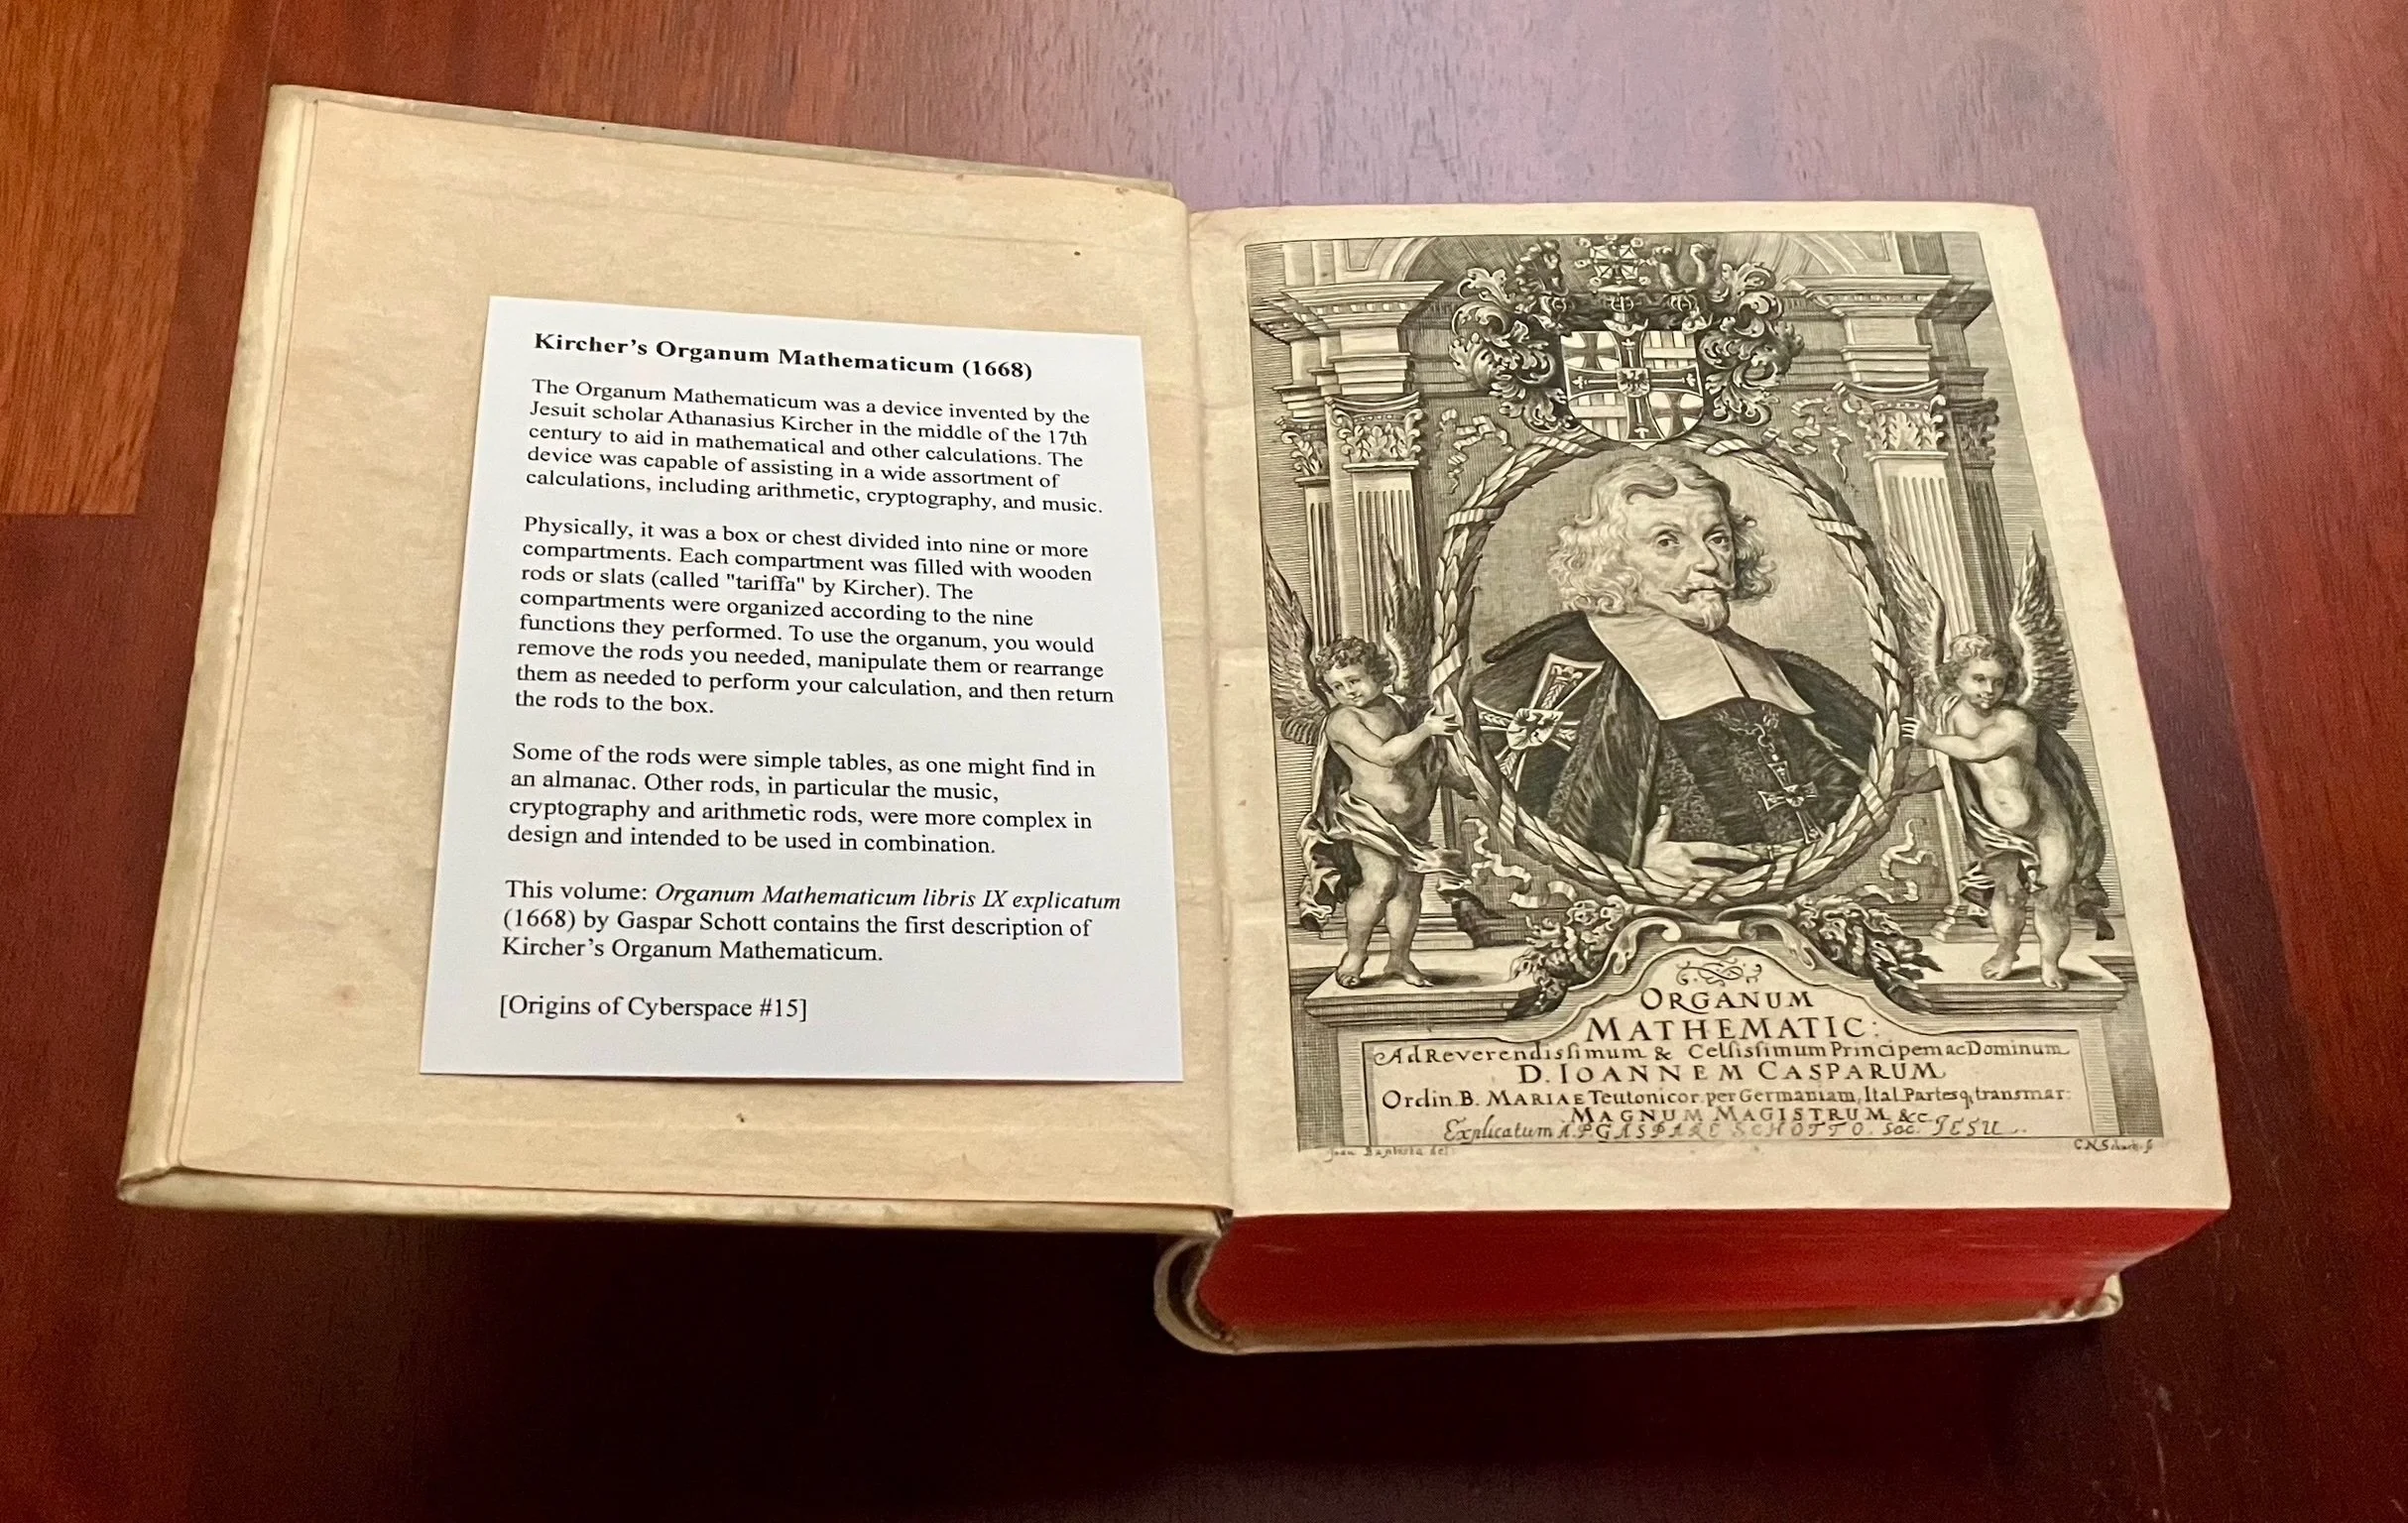 Kircher's Organum Mathematicum (1668)
The Organum Mathematicum was a device invented by the
Jesuit scholar Athanasius Kircher in the middle of the 17th
century to aid in mathematical and other calculations. The
device was capable of assisting in a wide assortment of
calculations, including arithmetic, cryptography, and music.
Physically, it was a box or chest divided into nine or more
compartments. Each compartment was filled with wooden
rods or slats (called "tariffa" by Kircher). The
compartments were organized according to the nine
functions they performed. To use the organum, you would
remove the rods you needed, manipulate them or rearrange
them as needed to perform your calculation, and then return
the rods to the box.
Some of the rods were simple tables, as one might find in
an almanac. Other rods, in particular the music,
cryptography and arithmetic rods, were more complex in
design and intended to be used in combination.
This volume: Organum Mathematicum libris IX explicatum
(1668) by Gaspar Schott contains the first description of
Kircher's Organum Mathematicum.
[Origins of Cyberspace #15]
ORGANUM
MATHEMATIC:
Ad Reverendissimum & Celsissimum Principem ac Dominum
D. IOANNEM CASPARUM
Ordin. B. MARIAE Teutonicor. per Germaniam, Ital. Partesq, transmar:
MAGNUM MAGISTRUM &c.
Explicatum A. P. GASPARE SCHOTTO. Soc. JESU.
Joan Baptista del.